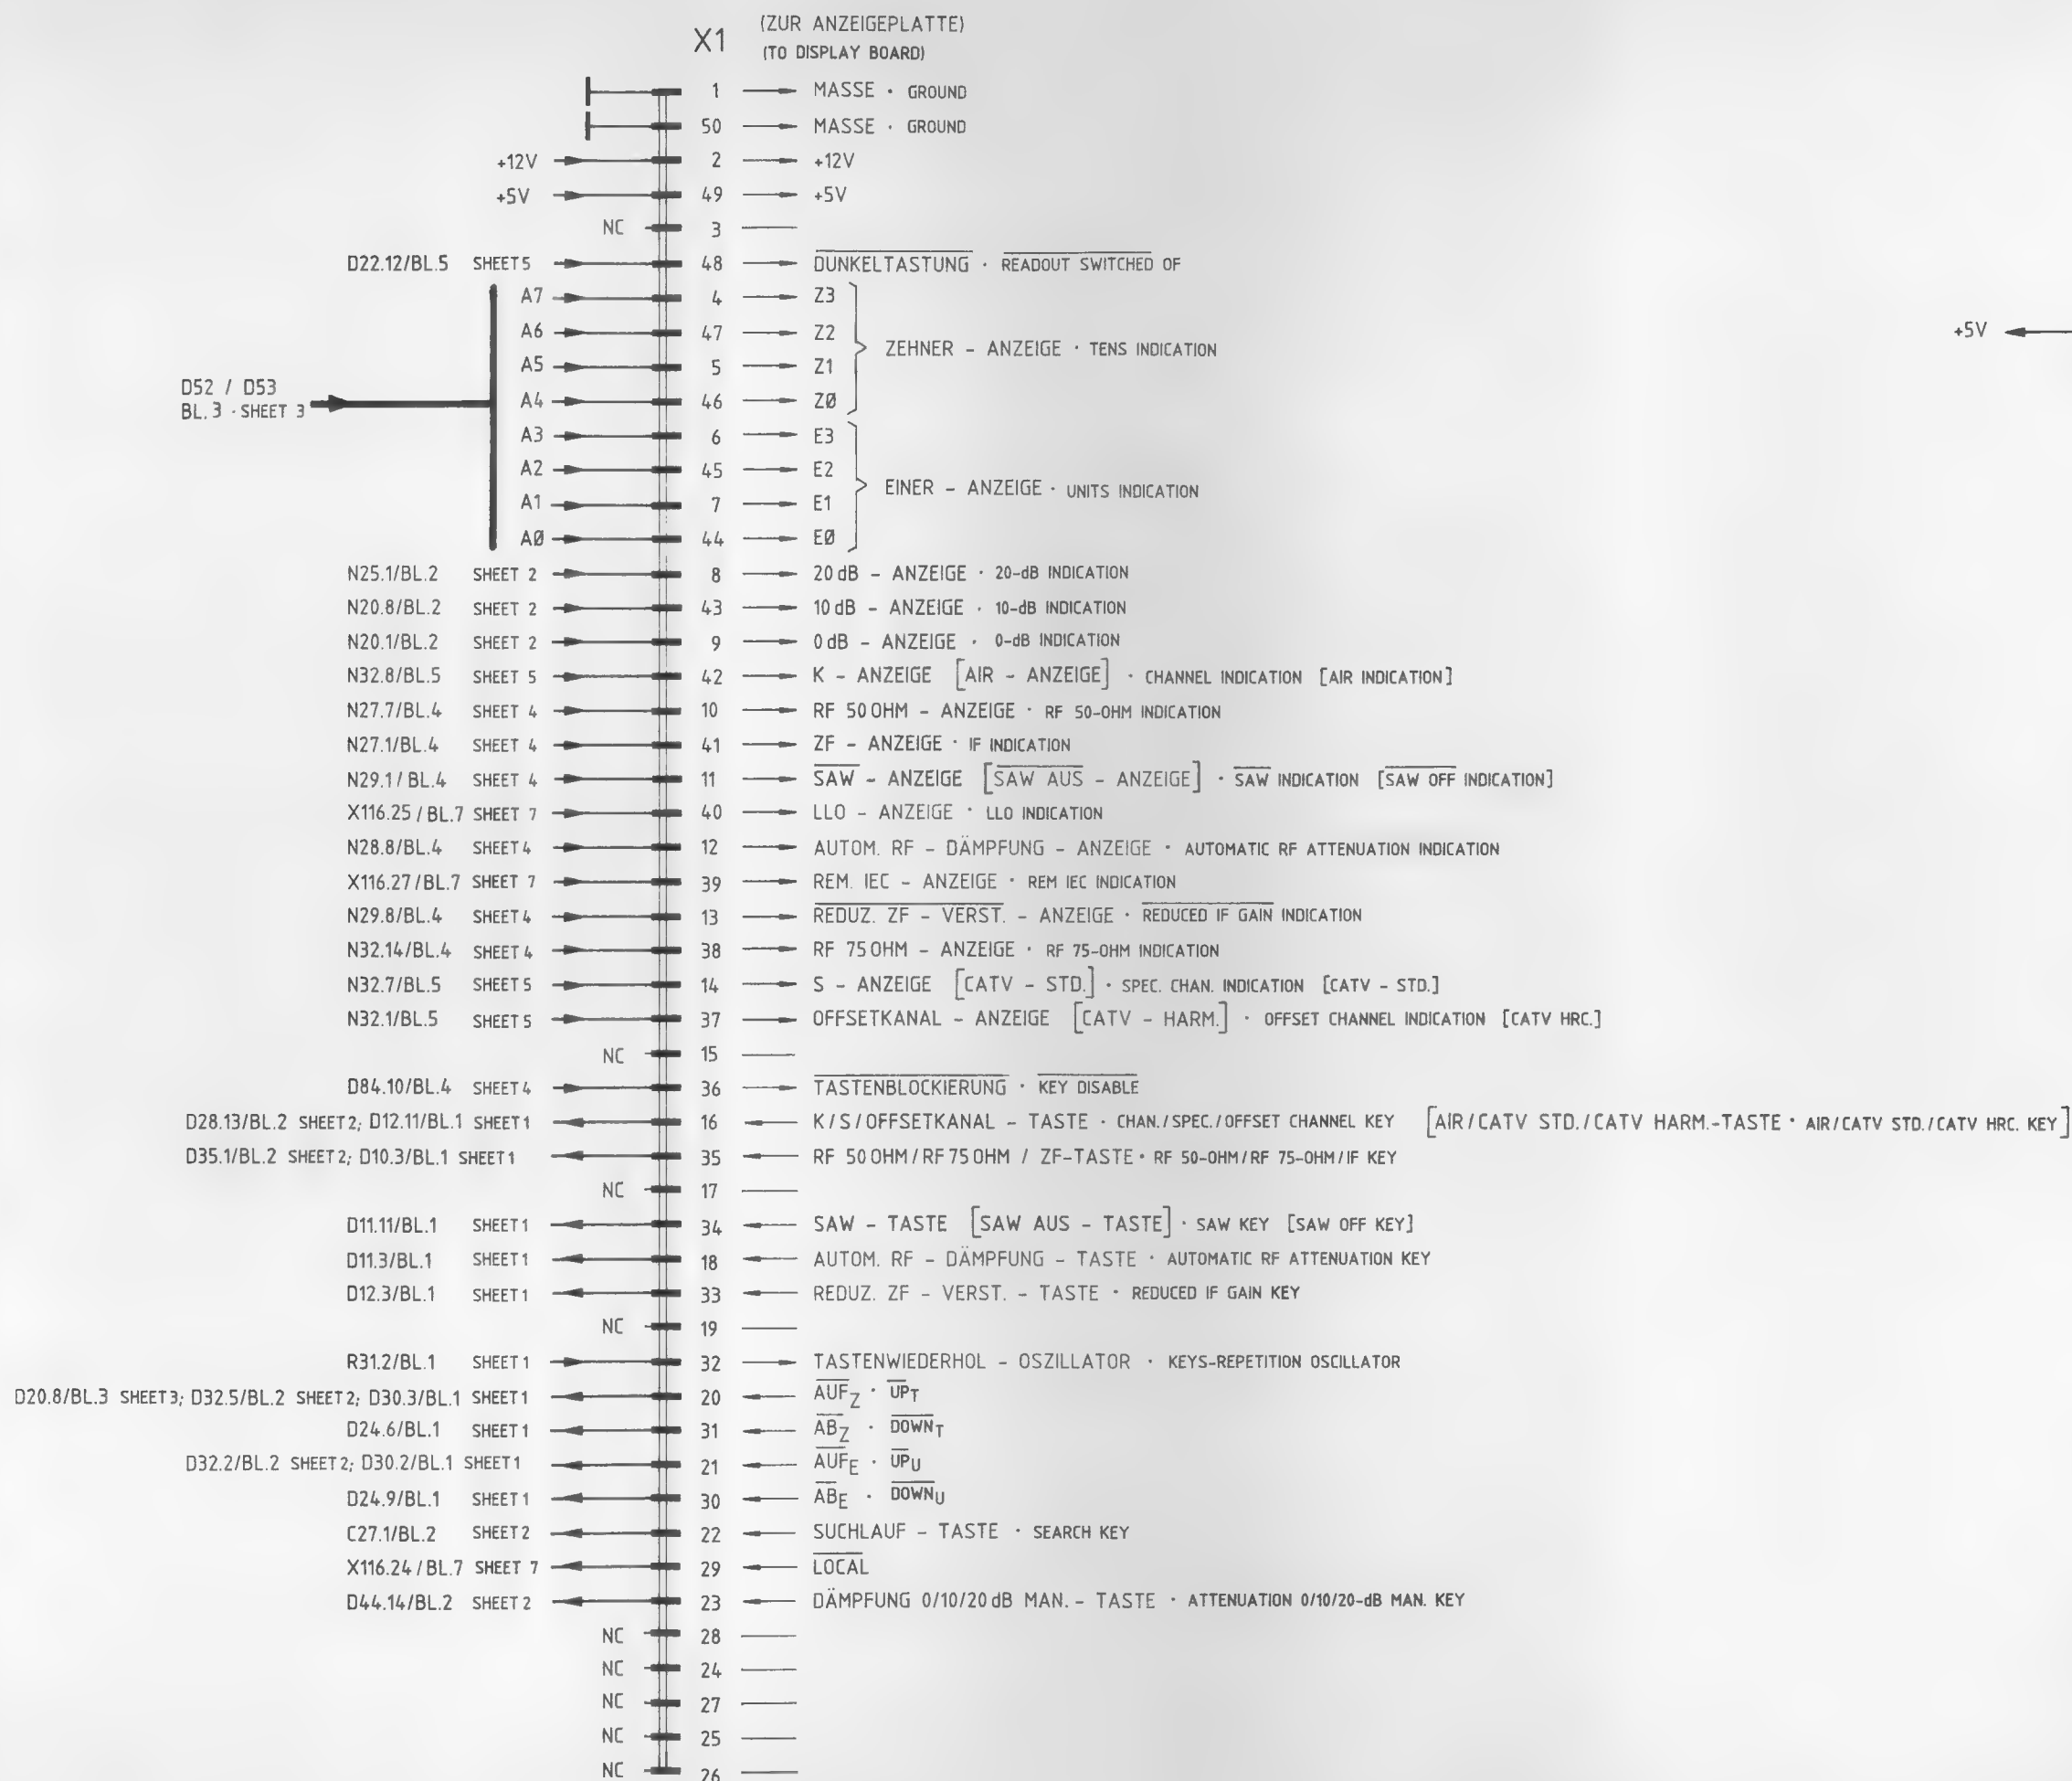 X1 (ZUR ANZEIGEPLATTE)
(TO DISPLAY BOARD)
1 MASSE · GROUND
50 MASSE · GROUND
+12V 2 +12V
+5V 49 +5V
NC 3
D22.12/BL.5 SHEET 5 48 DUNKELTASTUNG · READOUT SWITCHED OF
A7 4 Z3
+5V
A6 47 Z2
ZEHNER – ANZEIGE · TENS INDICATION
A5 5 Z1
D52 / D53
BL.3 · SHEET 3
A4 46 ZØ
A3 6 E3
A2 45 E2
EINER – ANZEIGE · UNITS INDICATION
A1 7 E1
AØ 44 EØ
N25.1/BL.2 SHEET 2 8 20 dB – ANZEIGE · 20-dB INDICATION
N20.8/BL.2 SHEET 2 43 10 dB – ANZEIGE · 10-dB INDICATION
N20.1/BL.2 SHEET 2 9 0 dB – ANZEIGE · 0-dB INDICATION
N32.8/BL.5 SHEET 5 42 K – ANZEIGE [AIR – ANZEIGE] · CHANNEL INDICATION [AIR INDICATION]
N27.7/BL.4 SHEET 4 10 RF 50 OHM – ANZEIGE · RF 50-OHM INDICATION
N27.1/BL.4 SHEET 4 41 ZF – ANZEIGE · IF INDICATION
N29.1/BL.4 SHEET 4 11 SAW – ANZEIGE [SAW AUS – ANZEIGE] · SAW INDICATION [SAW OFF INDICATION]
X116.25/BL.7 SHEET 7 40 LLO – ANZEIGE · LLO INDICATION
N28.8/BL.4 SHEET 4 12 AUTOM. RF – DÄMPFUNG – ANZEIGE · AUTOMATIC RF ATTENUATION INDICATION
X116.27/BL.7 SHEET 7 39 REM. IEC – ANZEIGE · REM IEC INDICATION
N29.8/BL.4 SHEET 4 13 REDUZ. ZF – VERST. – ANZEIGE · REDUCED IF GAIN INDICATION
N32.14/BL.4 SHEET 4 38 RF 75 OHM – ANZEIGE · RF 75-OHM INDICATION
N32.7/BL.5 SHEET 5 14 S – ANZEIGE [CATV – STD.] · SPEC. CHAN. INDICATION [CATV – STD.]
N32.1/BL.5 SHEET 5 37 OFFSETKANAL – ANZEIGE [CATV – HARM.] · OFFSET CHANNEL INDICATION [CATV HRC.]
NC 15
D84.10/BL.4 SHEET 4 36 TASTENBLOCKIERUNG · KEY DISABLE
D28.13/BL.2 SHEET 2; D12.11/BL.1 SHEET 1 16 K/S/OFFSETKANAL – TASTE · CHAN./SPEC./OFFSET CHANNEL KEY [AIR/CATV STD./CATV HARM.-TASTE · AIR/CATV STD./CATV HRC. KEY]
D35.1/BL.2 SHEET 2; D10.3/BL.1 SHEET 1 35 RF 50 OHM/RF 75 OHM / ZF-TASTE · RF 50-OHM/RF 75-OHM/IF KEY
NC 17
D11.11/BL.1 SHEET 1 34 SAW – TASTE [SAW AUS – TASTE] · SAW KEY [SAW OFF KEY]
D11.3/BL.1 SHEET 1 18 AUTOM. RF – DÄMPFUNG – TASTE · AUTOMATIC RF ATTENUATION KEY
D12.3/BL.1 SHEET 1 33 REDUZ. ZF – VERST. – TASTE · REDUCED IF GAIN KEY
NC 19
R31.2/BL.1 SHEET 1 32 TASTENWIEDERHOL – OSZILLATOR · KEYS-REPETITION OSCILLATOR
D20.8/BL.3 SHEET 3; D32.5/BL.2 SHEET 2; D30.3/BL.1 SHEET 1 20 AUFZ · UPT
D24.6/BL.1 SHEET 1 31 ABZ · DOWNT
D32.2/BL.2 SHEET 2; D30.2/BL.1 SHEET 1 21 AUFE · UPU
D24.9/BL.1 SHEET 1 30 ABE · DOWNU
C27.1/BL.2 SHEET 2 22 SUCHLAUF – TASTE · SEARCH KEY
X116.24/BL.7 SHEET 7 29 LOCAL
D44.14/BL.2 SHEET 2 23 DÄMPFUNG 0/10/20 dB MAN. – TASTE · ATTENUATION 0/10/20-dB MAN. KEY
NC 28
NC 24
NC 27
NC 25
NC 26